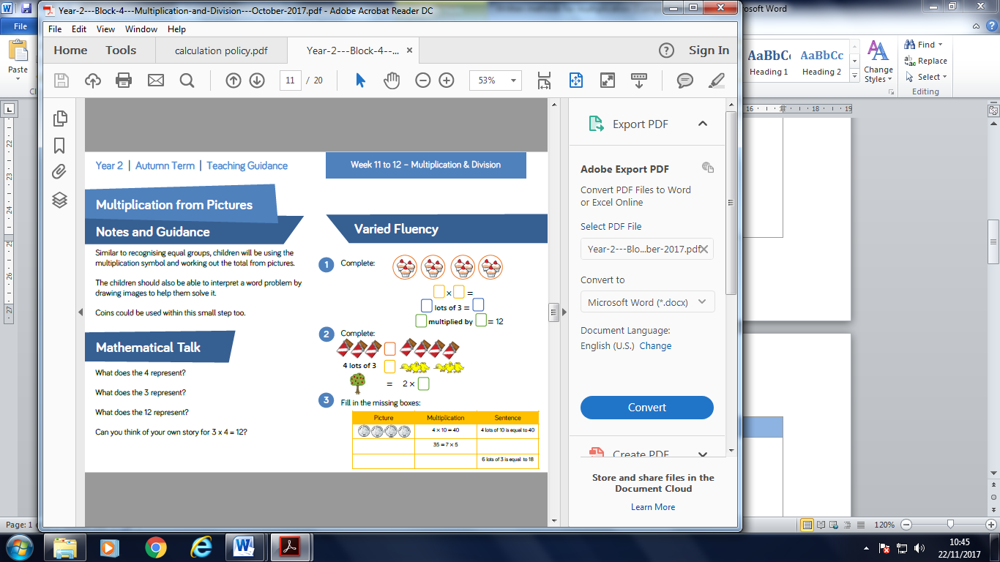 Year-2---Block-4---Multiplication-and-Division---October-2017.pdf - Adobe Acrobat Reader DC
osoft Word
File
File Edit View Window Help
Home Tools calculation policy.pdf Year-2---Block-4--... Sign In
Paste
11 / 20
53%
AaBbCc AaBbCc
Heading 1 Heading 2
Change
Styles
Find
Replace
Select
Editing
16 18 19
22
23
24
25
26
27
Year 2 | Autumn Term | Teaching Guidance
Week 11 to 12 – Multiplication & Division
Multiplication from Pictures
Notes and Guidance
Similar to recognising equal groups, children will be using the
multiplication symbol and working out the total from pictures.
The children should also be able to interpret a word problem by
drawing images to help them solve it.
Coins could be used within this small step too.
Mathematical Talk
What does the 4 represent?
What does the 3 represent?
What does the 12 represent?
Can you think of your own story for 3 x 4 = 12?
Varied Fluency
1 Complete:
× =
lots of 3 =
multiplied by = 12
2 Complete:
4 lots of 3
= 2 ×
3 Fill in the missing boxes:
Picture Multiplication Sentence
4 × 10 = 40 4 lots of 10 is equal to 40
35 = 7 × 5
6 lots of 3 is equal to 18
Export PDF
Adobe Export PDF
Convert PDF Files to Word
or Excel Online
Select PDF File
Year-2---Blo...ber-2017.pdf
Convert to
Microsoft Word (*.docx)
Document Language:
English (U.S.) Change
Convert
Create PDF
Store and share files in the
Document Cloud
Learn More
Page: 1
120%
10:45
22/11/2017